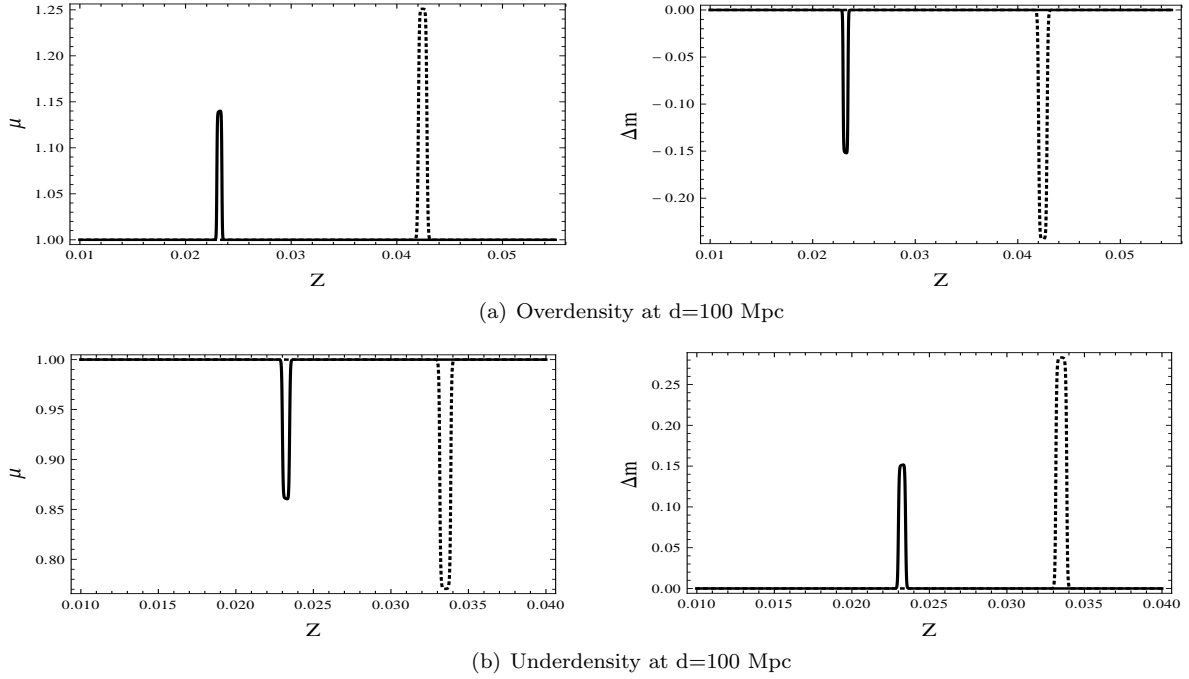 1.25
1.20
1.15
1.10
1.05
1.00
μ
0.01 0.02 0.03 0.04 0.05
z
0.00
−0.05
−0.10
−0.15
−0.20
Δm
0.01 0.02 0.03 0.04 0.05
z
(a) Overdensity at d=100 Mpc
1.00
0.95
0.90
0.85
0.80
μ
0.010 0.015 0.020 0.025 0.030 0.035 0.040
z
0.25
0.20
0.15
0.10
0.05
0.00
Δm
0.010 0.015 0.020 0.025 0.030 0.035 0.040
z
(b) Underdensity at d=100 Mpc